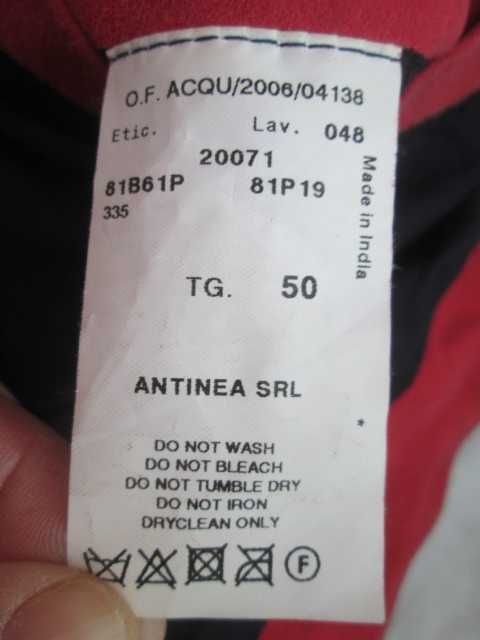 O.F. ACQU/2006/04138
Etic. Lav. 048
20071
81B61P 81P19
335
Made in India
TG. 50
ANTINEA SRL
*
DO NOT WASH
DO NOT BLEACH
DO NOT TUMBLE DRY
DO NOT IRON
DRYCLEAN ONLY
F